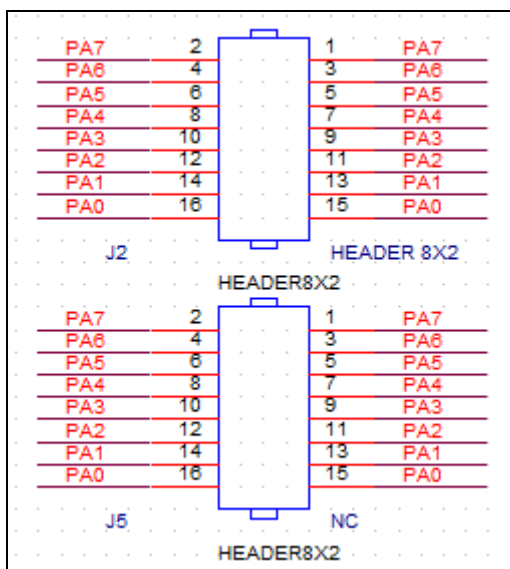 PA7 2 1 PA7
PA6 4 3 PA6
PA5 6 5 PA5
PA4 8 7 PA4
PA3 10 9 PA3
PA2 12 11 PA2
PA1 14 13 PA1
PA0 16 15 PA0
J2 HEADER 8X2
HEADER8X2
PA7 2 1 PA7
PA6 4 3 PA6
PA5 6 5 PA5
PA4 8 7 PA4
PA3 10 9 PA3
PA2 12 11 PA2
PA1 14 13 PA1
PA0 16 15 PA0
J5 NC
HEADER8X2